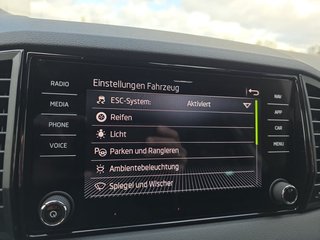 RADIO
MEDIA
PHONE
VOICE
Einstellungen Fahrzeug
ESC-System: Aktiviert
Reifen
Licht
Parken und Rangieren
Ambientebeleuchtung
Spiegel und Wischer
NAV
APP
CAR
MENU